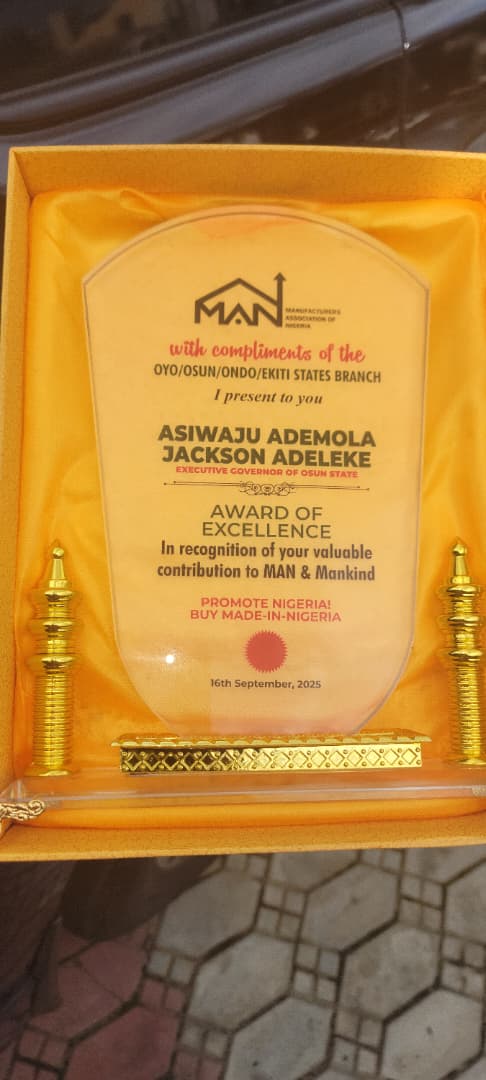 MAN
MANUFACTURERS
ASSOCIATION OF
NIGERIA
with compliments of the
OYO/OSUN/ONDO/EKITI STATES BRANCH
I present to you
ASIWAJU ADEMOLA
JACKSON ADELEKE
EXECUTIVE GOVERNOR OF OSUN STATE
AWARD OF
EXCELLENCE
In recognition of your valuable
contribution to MAN & Mankind
PROMOTE NIGERIA!
BUY MADE-IN-NIGERIA
16th September, 2025